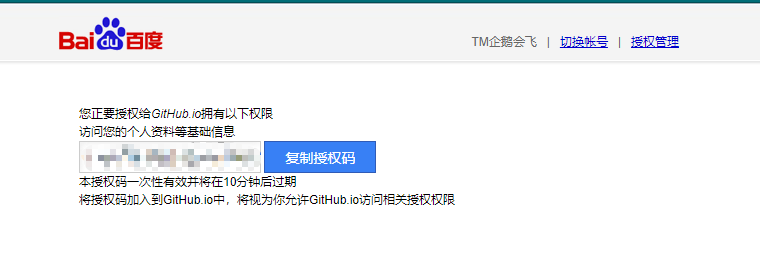 Baidu百度
TM企鹅会飞 | 切换帐号 | 授权管理
您正要授权给GitHub.io拥有以下权限
访问您的个人资料等基础信息
复制授权码
本授权码一次性有效并将在10分钟后过期
将授权码加入到GitHub.io中，将视为你允许GitHub.io访问相关授权权限